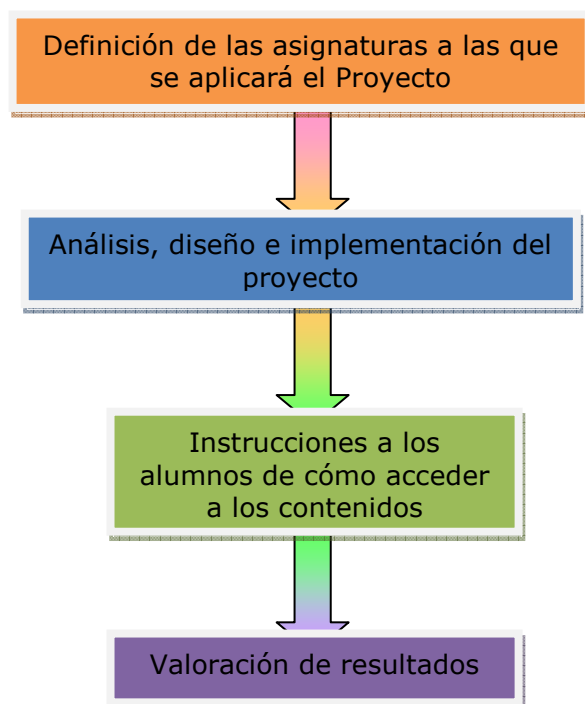 Definición de las asignaturas a las que
se aplicará el Proyecto
Análisis, diseño e implementación del
proyecto
Instrucciones a los
alumnos de cómo acceder
a los contenidos
Valoración de resultados